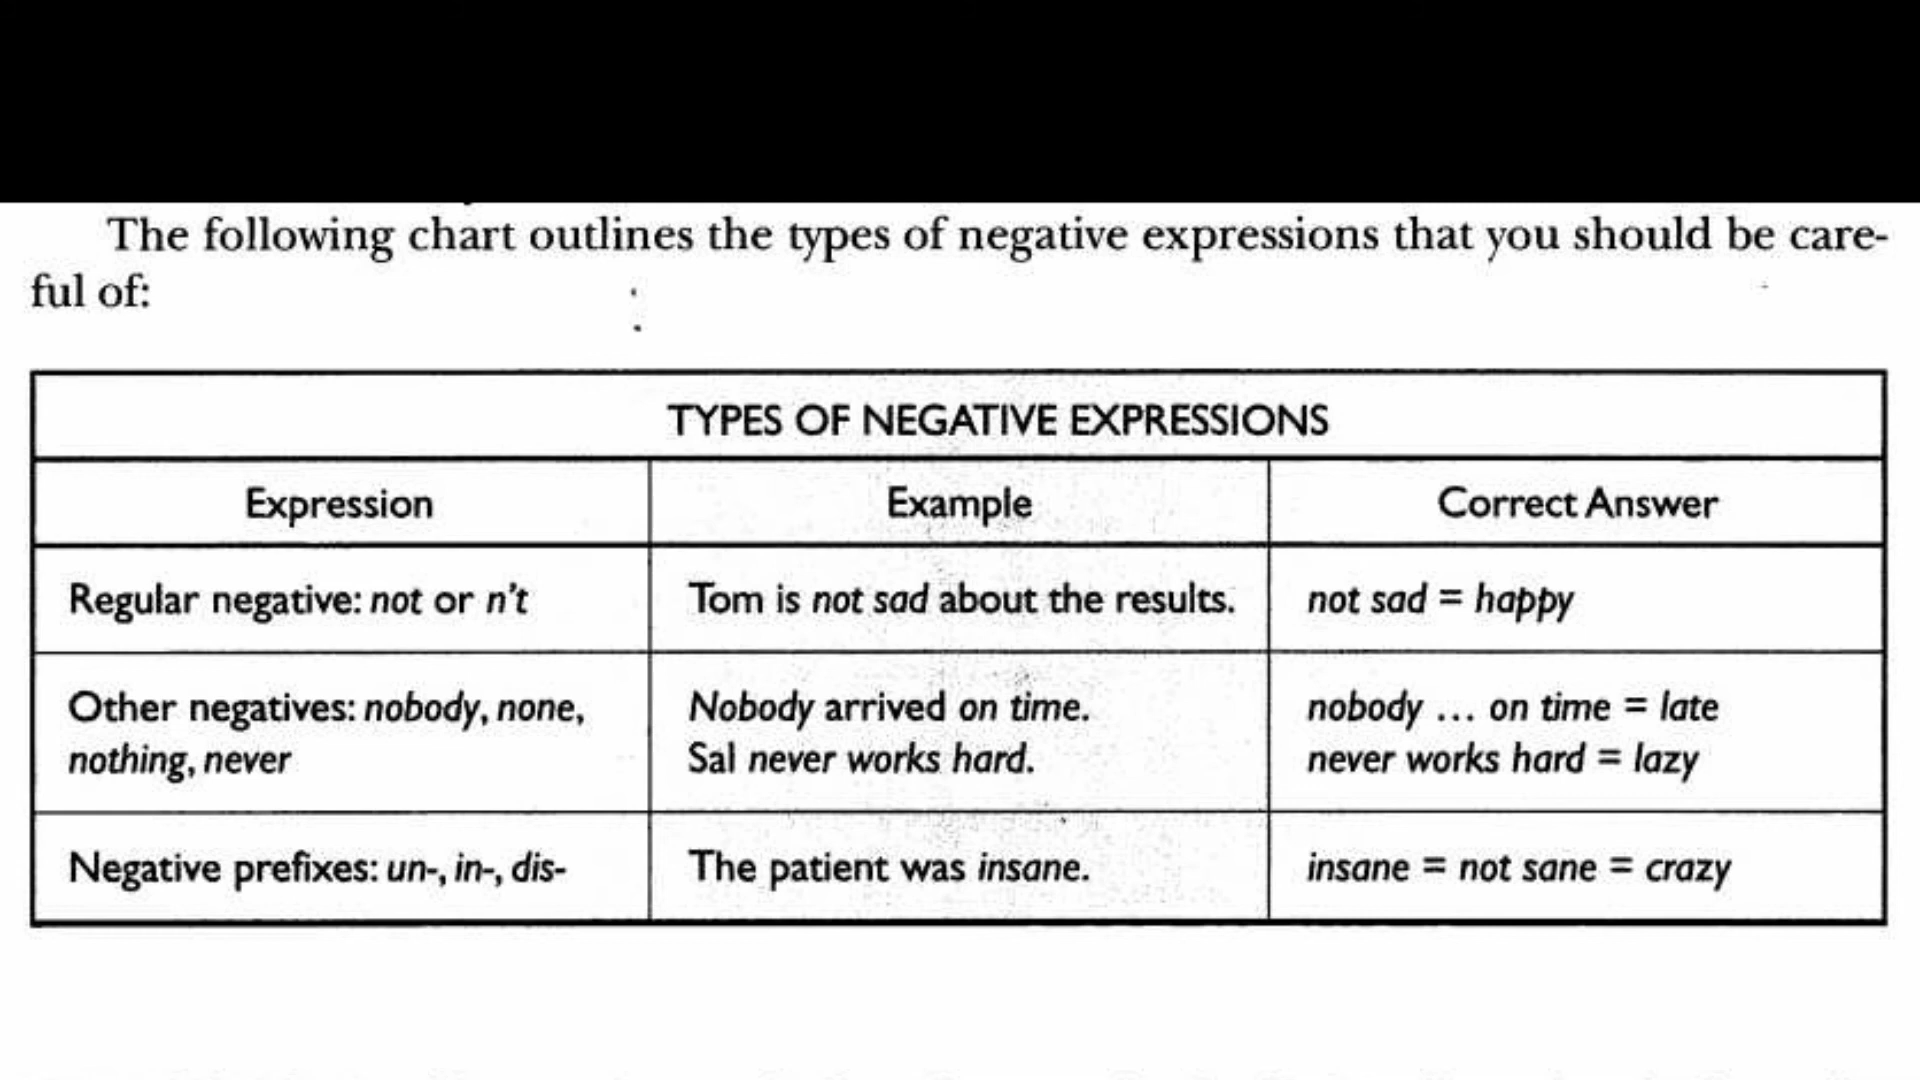 The following chart outlines the types of negative expressions that you should be care-
ful of:
TYPES OF NEGATIVE EXPRESSIONS
Expression Example Correct Answer
Regular negative: not or n't Tom is not sad about the results. not sad = happy
Other negatives: nobody, none, Nobody arrived on time. nobody ... on time = late
nothing, never Sal never works hard. never works hard = lazy
Negative prefixes: un-, in-, dis- The patient was insane. insane = not sane = crazy